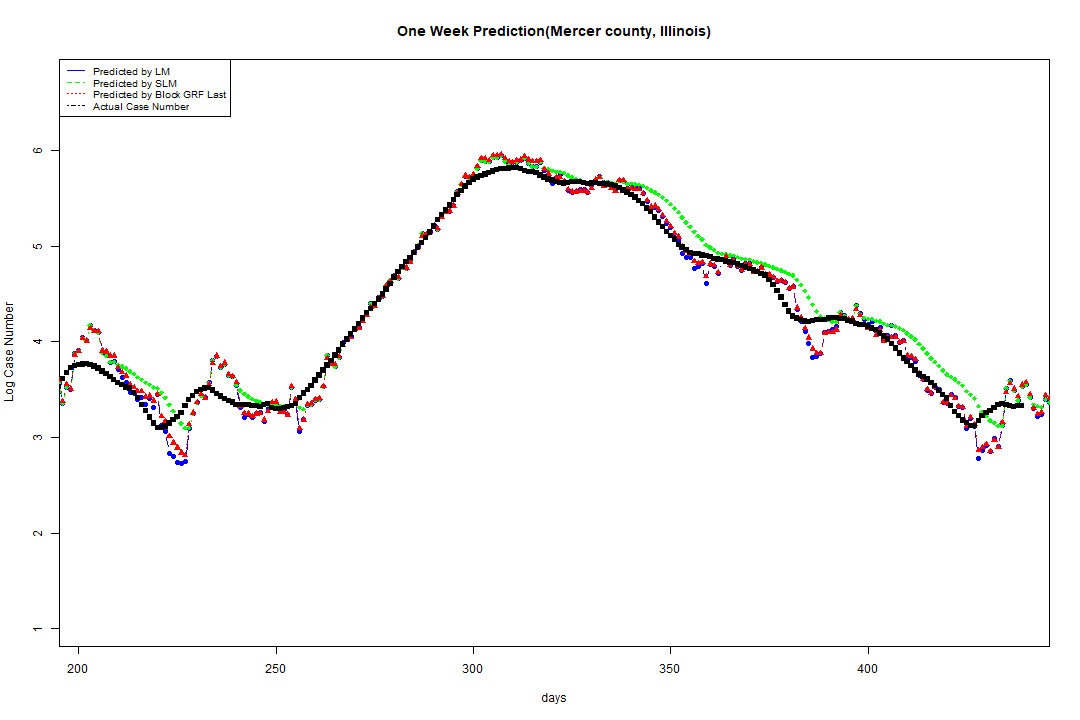 One Week Prediction(Mercer county, Illinois)
Predicted by LM
Predicted by SLM
Predicted by Block GRF Last
Actual Case Number
Log Case Number
6
5
4
3
2
1
200 250 300 350 400
days